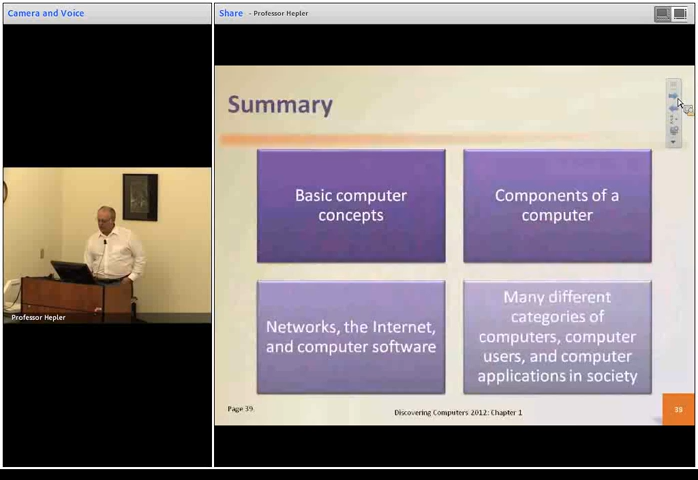 Camera and Voice
Share - Professor Hepler
Summary
Basic computer
concepts
Components of a
computer
Networks, the Internet,
and computer software
Many different
categories of
computers, computer
users, and computer
applications in society
Professor Hepler
Page 39
Discovering Computers 2012: Chapter 1
39